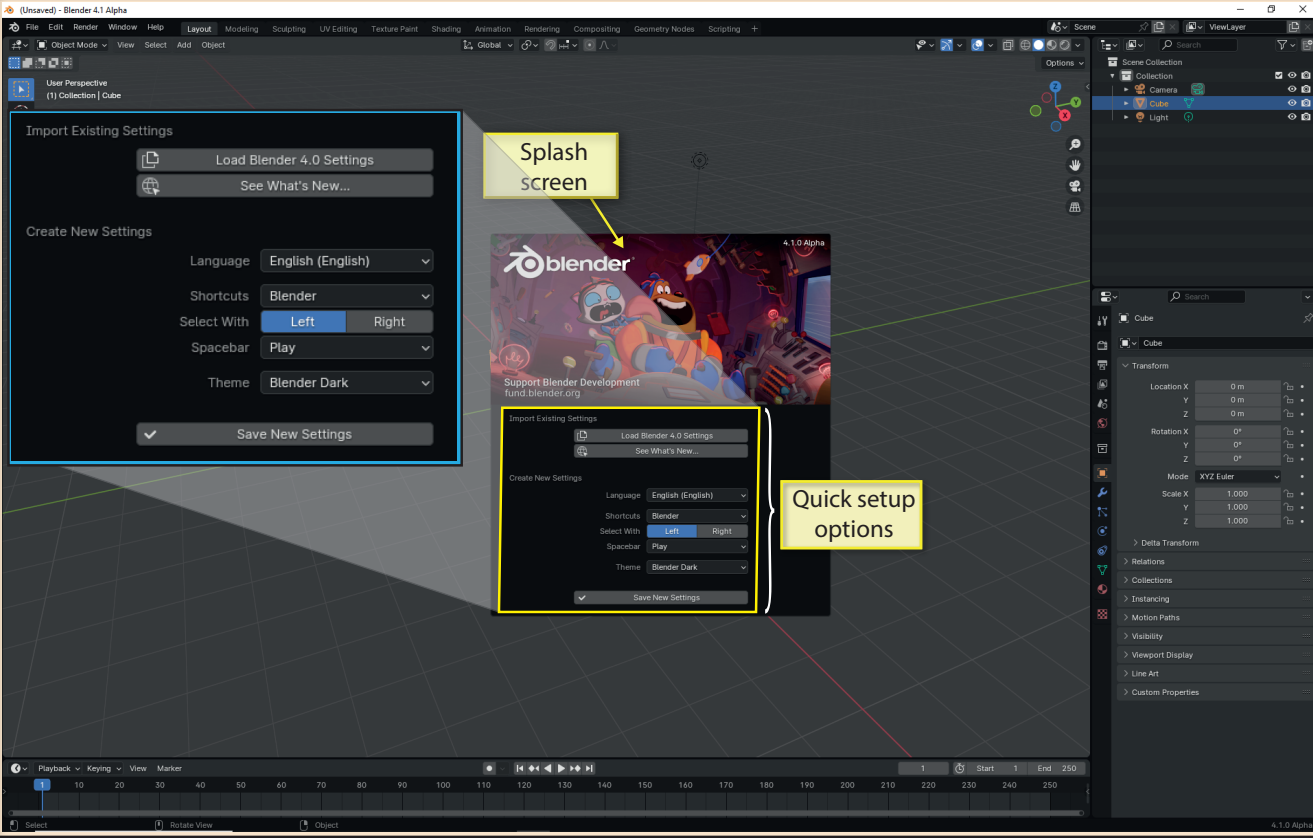 (Unsaved) - Blender 4.1 Alpha
File Edit Render Window Help Layout Modeling Sculpting UV Editing Texture Paint Shading Animation Rendering Compositing Geometry Nodes Scripting + Scene ViewLayer
Object Mode View Select Add Object Global Search
Options
User Perspective
(1) Collection | Cube
Scene Collection
Collection
Camera
Cube
Light
X
Y
Z
Import Existing Settings
Load Blender 4.0 Settings
See What's New...
Create New Settings
Language English (English)
Shortcuts Blender
Select With Left Right
Spacebar Play
Theme Blender Dark
Save New Settings
Splash
screen
4.1.0 Alpha
blender
Support Blender Development
fund.blender.org
Import Existing Settings
Load Blender 4.0 Settings
See What's New...
Create New Settings
Language English (English)
Shortcuts Blender
Select With Left Right
Spacebar Play
Theme Blender Dark
Save New Settings
Quick setup
options
Search
Cube
Cube
Transform
Location X 0 m
Y 0 m
Z 0 m
Rotation X 0°
Y 0°
Z 0°
Mode XYZ Euler
Scale X 1.000
Y 1.000
Z 1.000
Delta Transform
Relations
Collections
Instancing
Motion Paths
Visibility
Viewport Display
Line Art
Custom Properties
Playback Keying View Marker 1 Start 1 End 250
1 10 20 30 40 50 60 70 80 90 100 110 120 130 140 150 160 170 180 190 200 210 220 230 240 250
Select Rotate View Object 4.1.0 Alpha